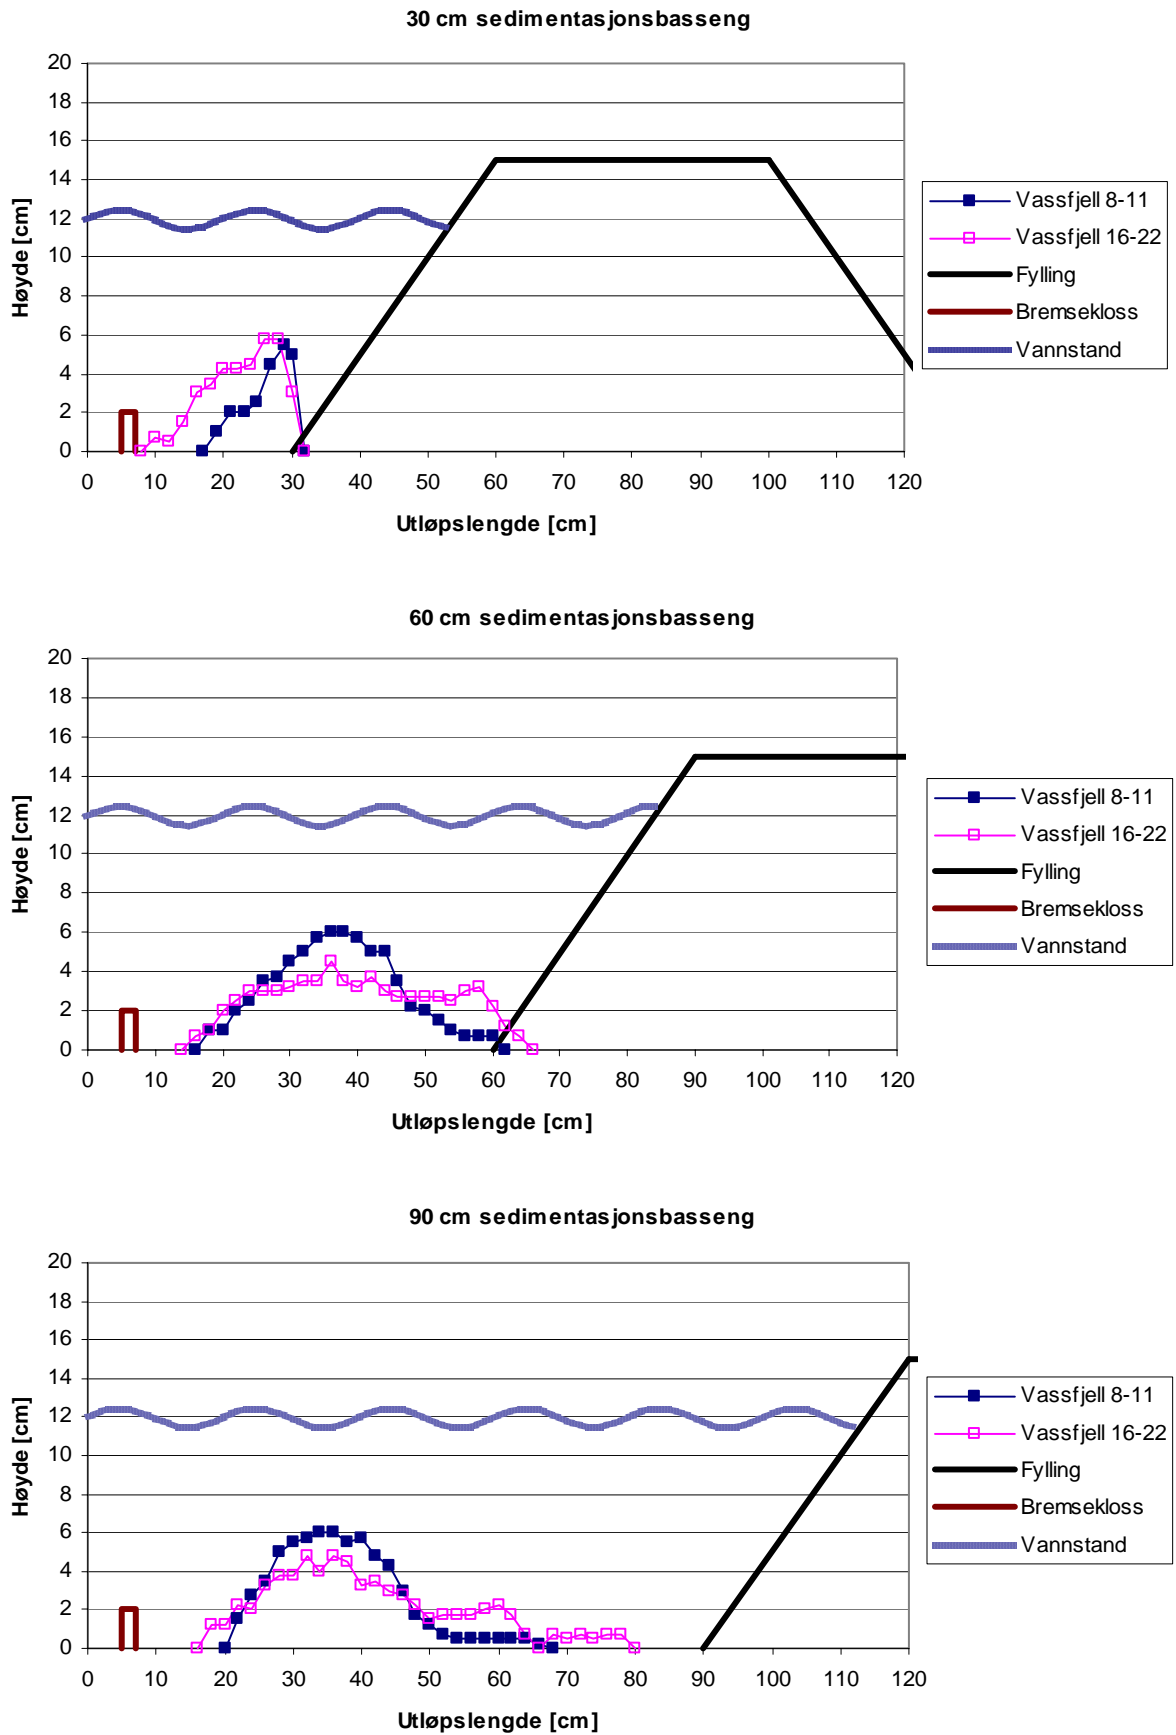 30 cm sedimentasjonsbasseng
20
18
16
14
12
10
8
6
4
2
0
Høyde [cm]
0 10 20 30 40 50 60 70 80 90 100 110 120
Utløpslengde [cm]
Vassfjell 8-11
Vassfjell 16-22
Fylling
Bremsekloss
Vannstand
60 cm sedimentasjonsbasseng
20
18
16
14
12
10
8
6
4
2
0
Høyde [cm]
0 10 20 30 40 50 60 70 80 90 100 110 120
Utløpslengde [cm]
Vassfjell 8-11
Vassfjell 16-22
Fylling
Bremsekloss
Vannstand
90 cm sedimentasjonsbasseng
20
18
16
14
12
10
8
6
4
2
0
Høyde [cm]
0 10 20 30 40 50 60 70 80 90 100 110 120
Utløpslengde [cm]
Vassfjell 8-11
Vassfjell 16-22
Fylling
Bremsekloss
Vannstand